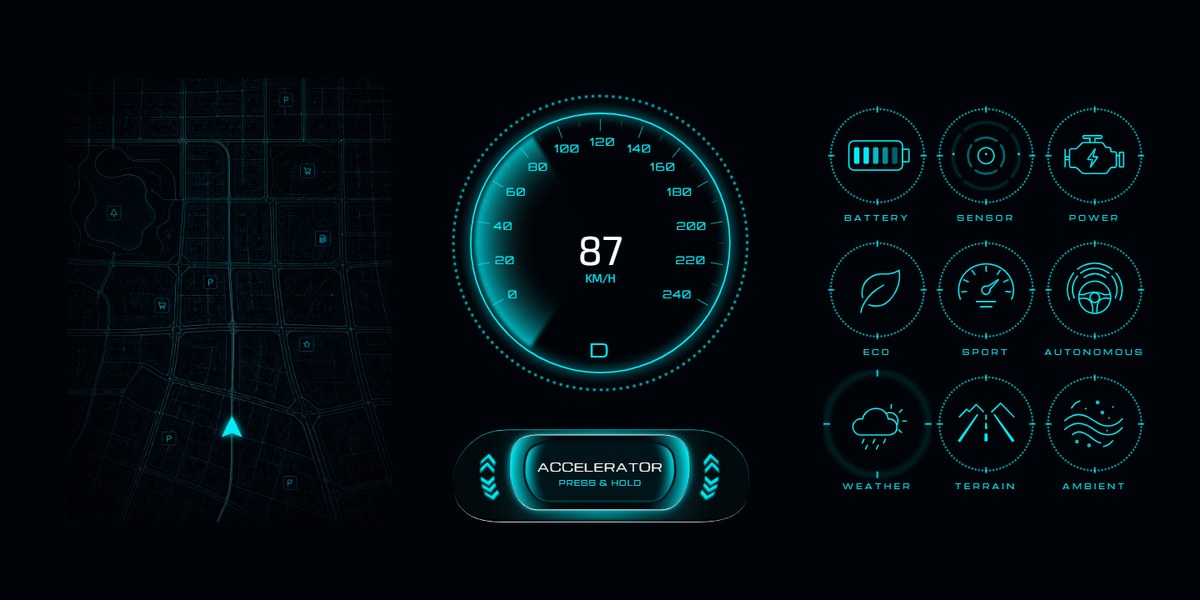 P
P
P
P
0
20
40
60
80
100
120
140
160
180
200
220
240
87
KM/H
D
ACCELERATOR
PRESS & HOLD
BATTERY
SENSOR
POWER
ECO
SPORT
AUTONOMOUS
WEATHER
TERRAIN
AMBIENT